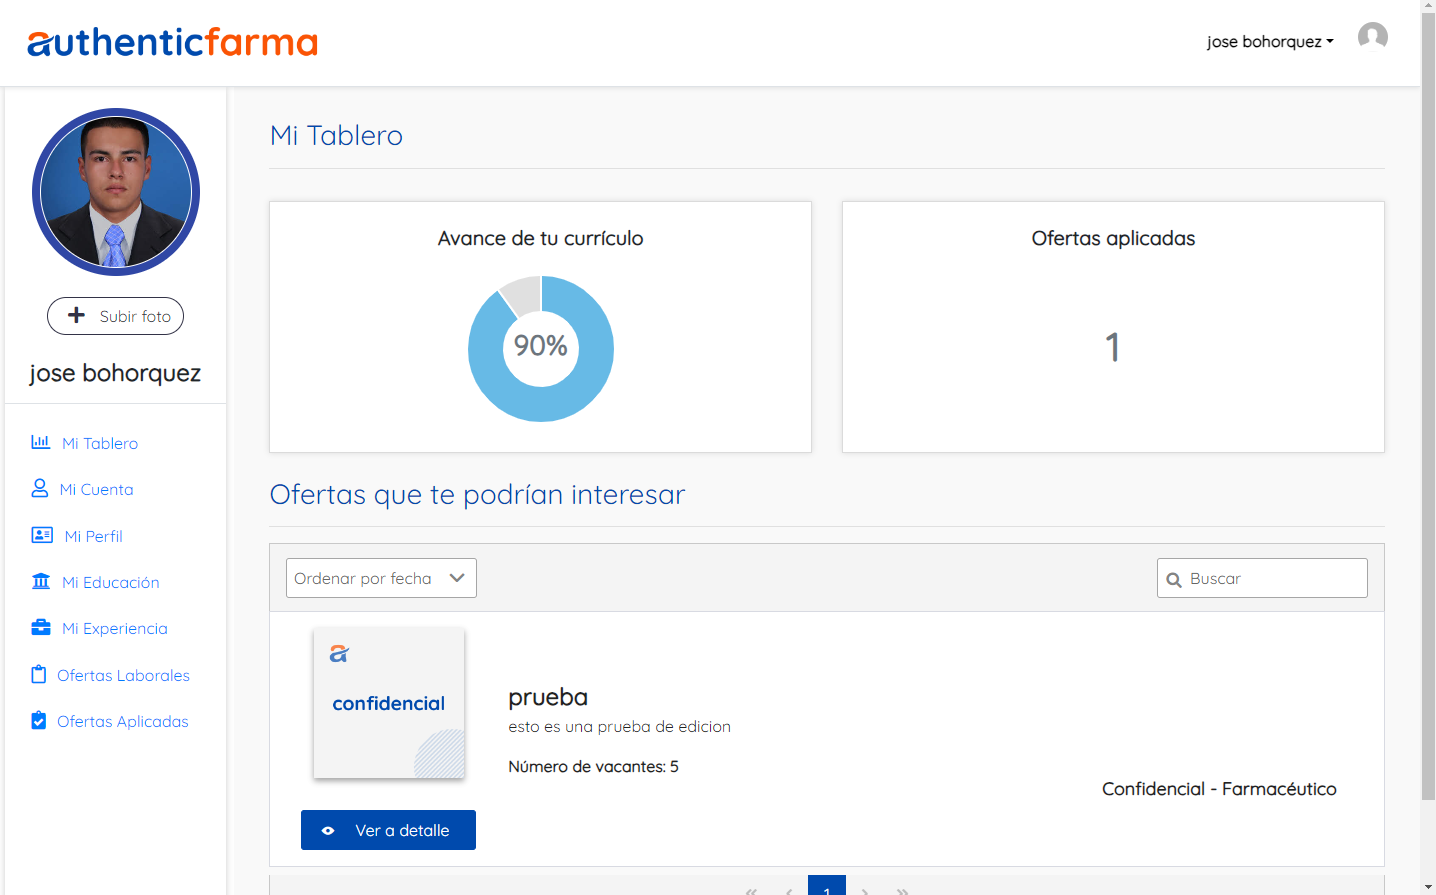 authenticfarma
jose bohorquez
Subir foto
jose bohorquez
Mi Tablero
Mi Cuenta
Mi Perfil
Mi Educación
Mi Experiencia
Ofertas Laborales
Ofertas Aplicadas
Mi Tablero
Avance de tu currículo
90%
Ofertas aplicadas
1
Ofertas que te podrían interesar
Ordenar por fecha
Buscar
a
confidencial
prueba
esto es una prueba de edicion
Número de vacantes: 5
Confidencial - Farmacéutico
Ver a detalle
« ‹ 1 › »